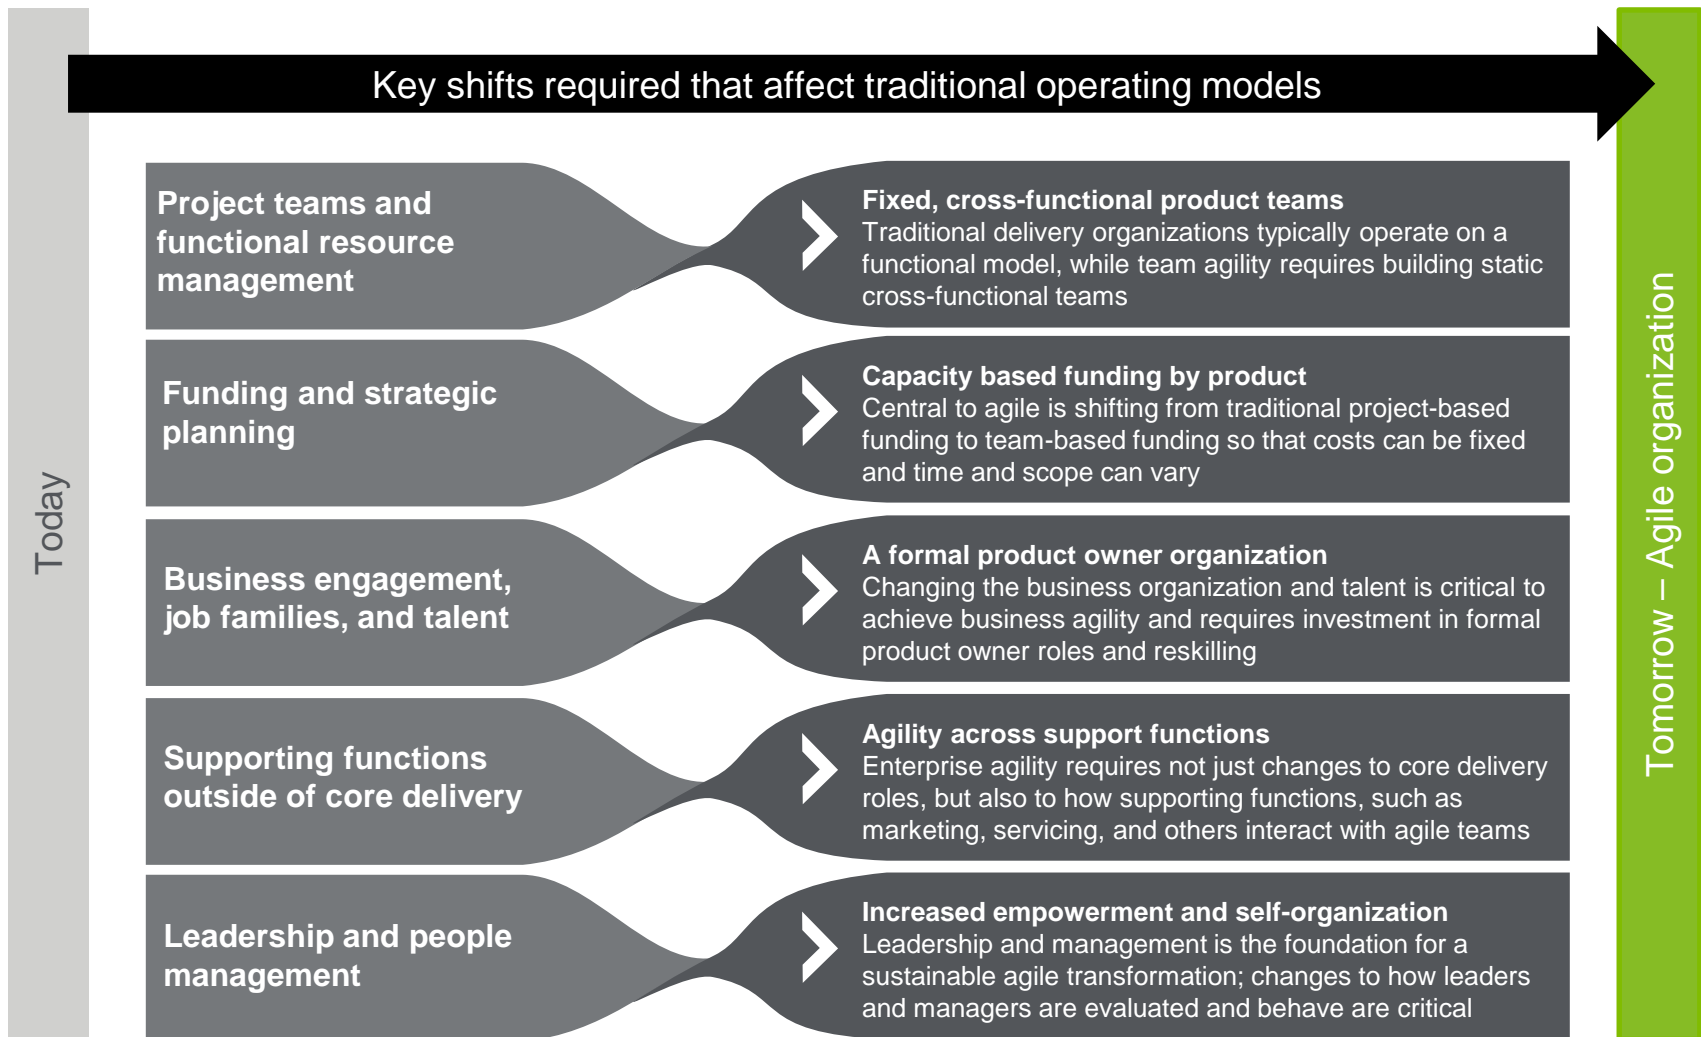 Key shifts required that affect traditional operating models
Today
Project teams and
functional resource
management
Fixed, cross-functional product teams
Traditional delivery organizations typically operate on a
functional model, while team agility requires building static
cross-functional teams
Funding and strategic
planning
Capacity based funding by product
Central to agile is shifting from traditional project-based
funding to team-based funding so that costs can be fixed
and time and scope can vary
Business engagement,
job families, and talent
A formal product owner organization
Changing the business organization and talent is critical to
achieve business agility and requires investment in formal
product owner roles and reskilling
Supporting functions
outside of core delivery
Agility across support functions
Enterprise agility requires not just changes to core delivery
roles, but also to how supporting functions, such as
marketing, servicing, and others interact with agile teams
Leadership and people
management
Increased empowerment and self-organization
Leadership and management is the foundation for a
sustainable agile transformation; changes to how leaders
and managers are evaluated and behave are critical
Tomorrow – Agile organization